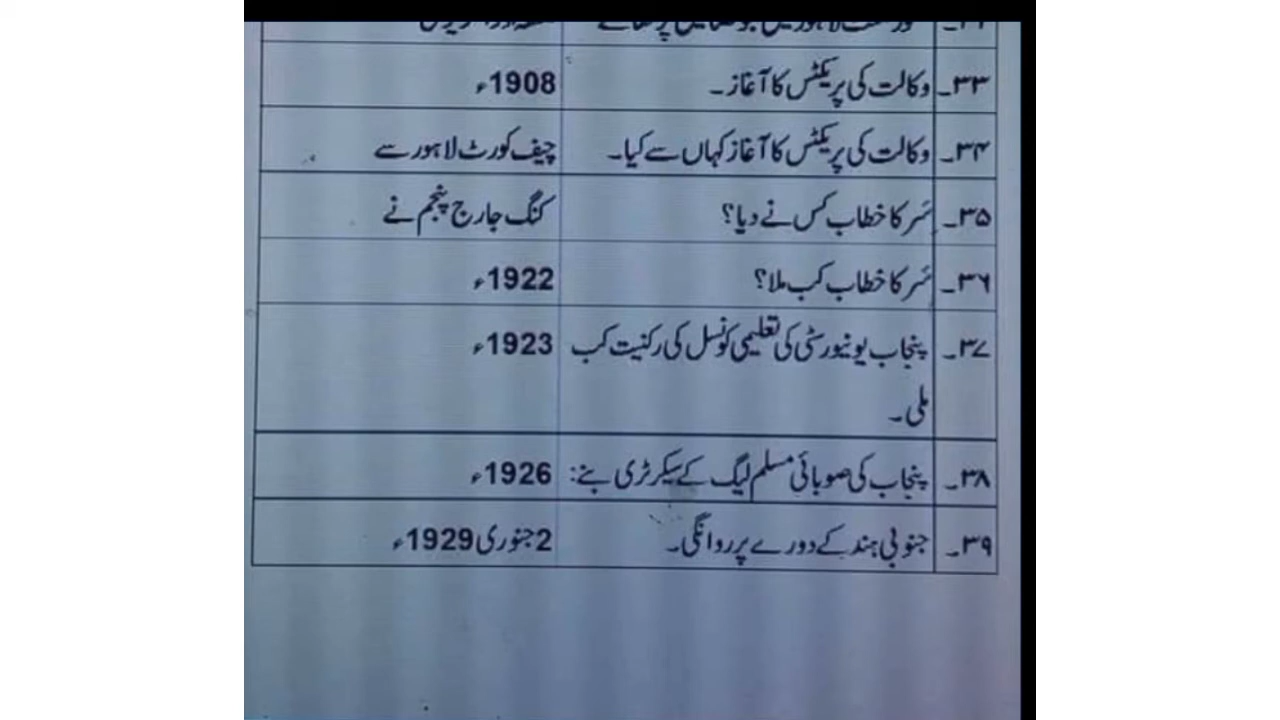 ۳۳۔ وکالت کی پریکٹس کا آغاز۔ 1908ء
۳۴۔ وکالت کی پریکٹس کا آغاز کہاں سے کیا۔ چیف کورٹ لاہور سے
۳۵۔ سَر کا خطاب کس نے دیا؟ کنگ جارج پنجم نے
۳۶۔ سَر کا خطاب کب ملا؟ 1922ء
۳۷۔ پنجاب یونیورسٹی کی تعلیمی کونسل کی رکنیت کب 1923ء
ملی۔
۳۸۔ پنجاب کی صوبائی مسلم لیگ کے سیکرٹری بنے: 1926ء
۳۹۔ جنوبی ہند کے دورے پر روانگی۔ 2 جنوری 1929ء